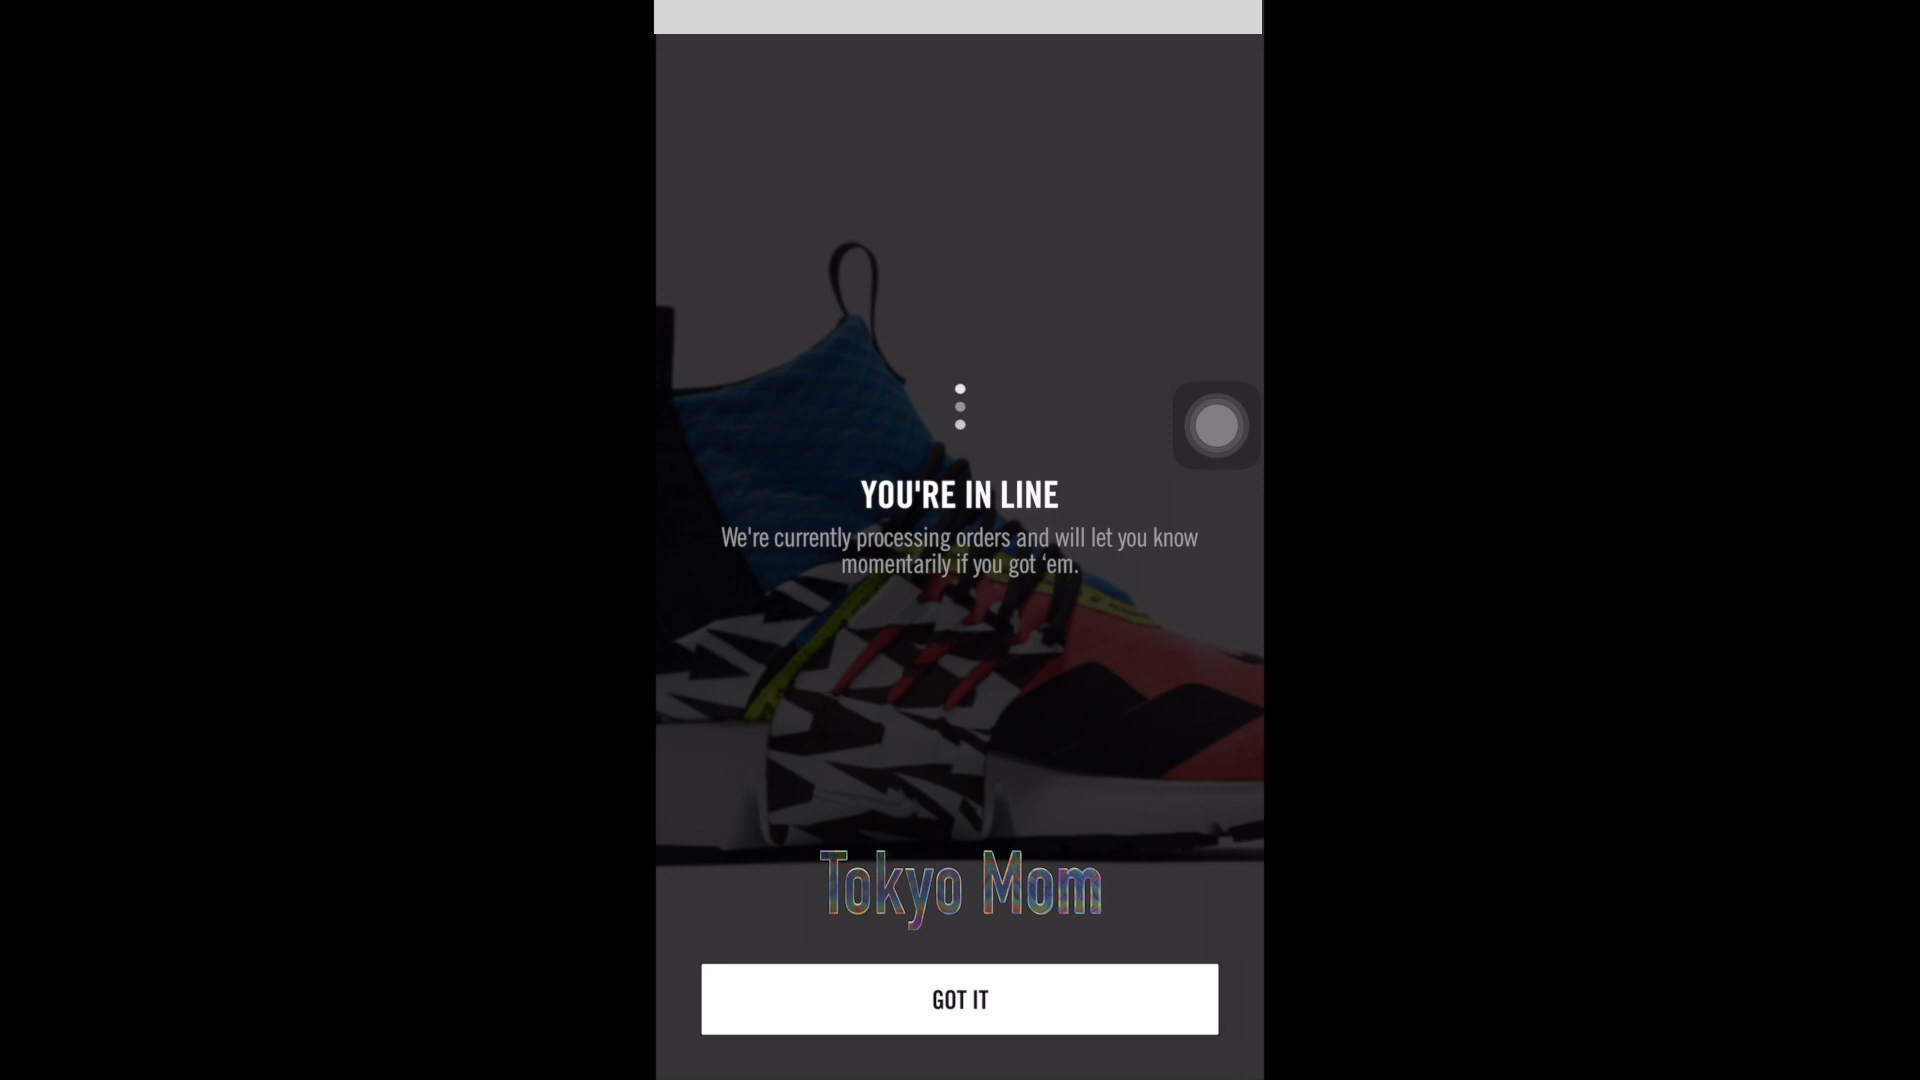 YOU'RE IN LINE
We're currently processing orders and will let you know
momentarily if you got ‘em.
Tokyo Mom
GOT IT